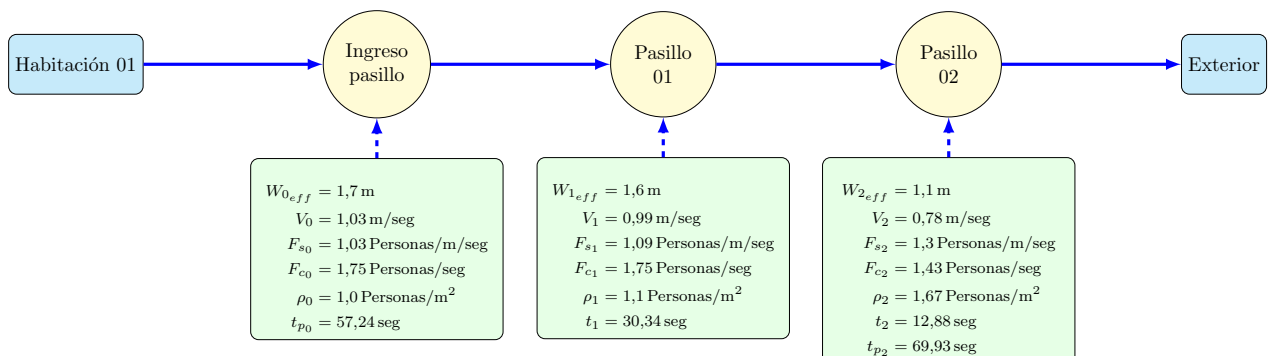 Habitación 01
Ingreso
pasillo
Pasillo
01
Pasillo
02
Exterior
W₀ₑff = 1,7 m
V₀ = 1,03 m/seg
Fₛ₀ = 1,03 Personas/m/seg
F꜀₀ = 1,75 Personas/seg
ρ₀ = 1,0 Personas/m²
tₚ₀ = 57,24 seg
W₁ₑff = 1,6 m
V₁ = 0,99 m/seg
Fₛ₁ = 1,09 Personas/m/seg
F꜀₁ = 1,75 Personas/seg
ρ₁ = 1,1 Personas/m²
t₁ = 30,34 seg
W₂ₑff = 1,1 m
V₂ = 0,78 m/seg
Fₛ₂ = 1,3 Personas/m/seg
F꜀₂ = 1,43 Personas/seg
ρ₂ = 1,67 Personas/m²
t₂ = 12,88 seg
tₚ₂ = 69,93 seg